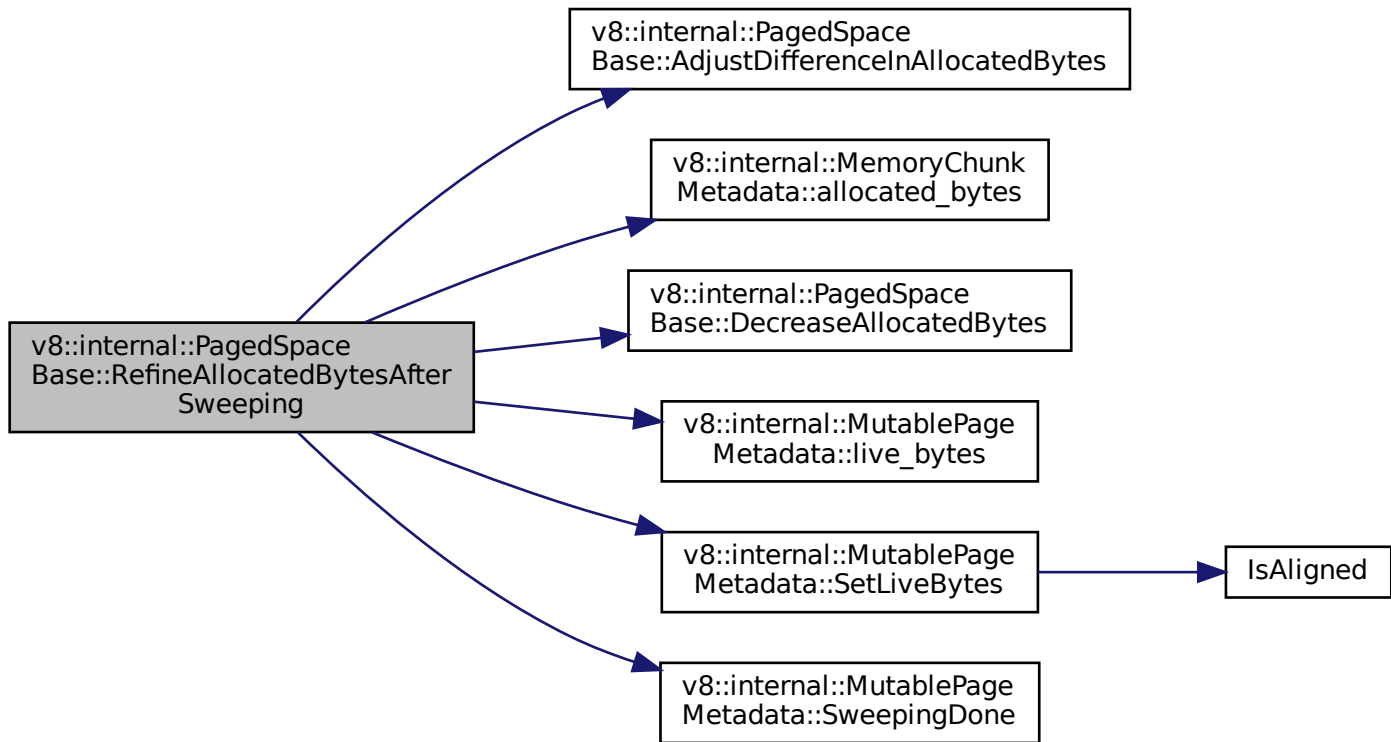 v8::internal::PagedSpace
Base::AdjustDifferenceInAllocatedBytes
v8::internal::MemoryChunk
Metadata::allocated_bytes
v8::internal::PagedSpace
Base::DecreaseAllocatedBytes
v8::internal::PagedSpace
Base::RefineAllocatedBytesAfter
Sweeping
v8::internal::MutablePage
Metadata::live_bytes
v8::internal::MutablePage
Metadata::SetLiveBytes
IsAligned
v8::internal::MutablePage
Metadata::SweepingDone